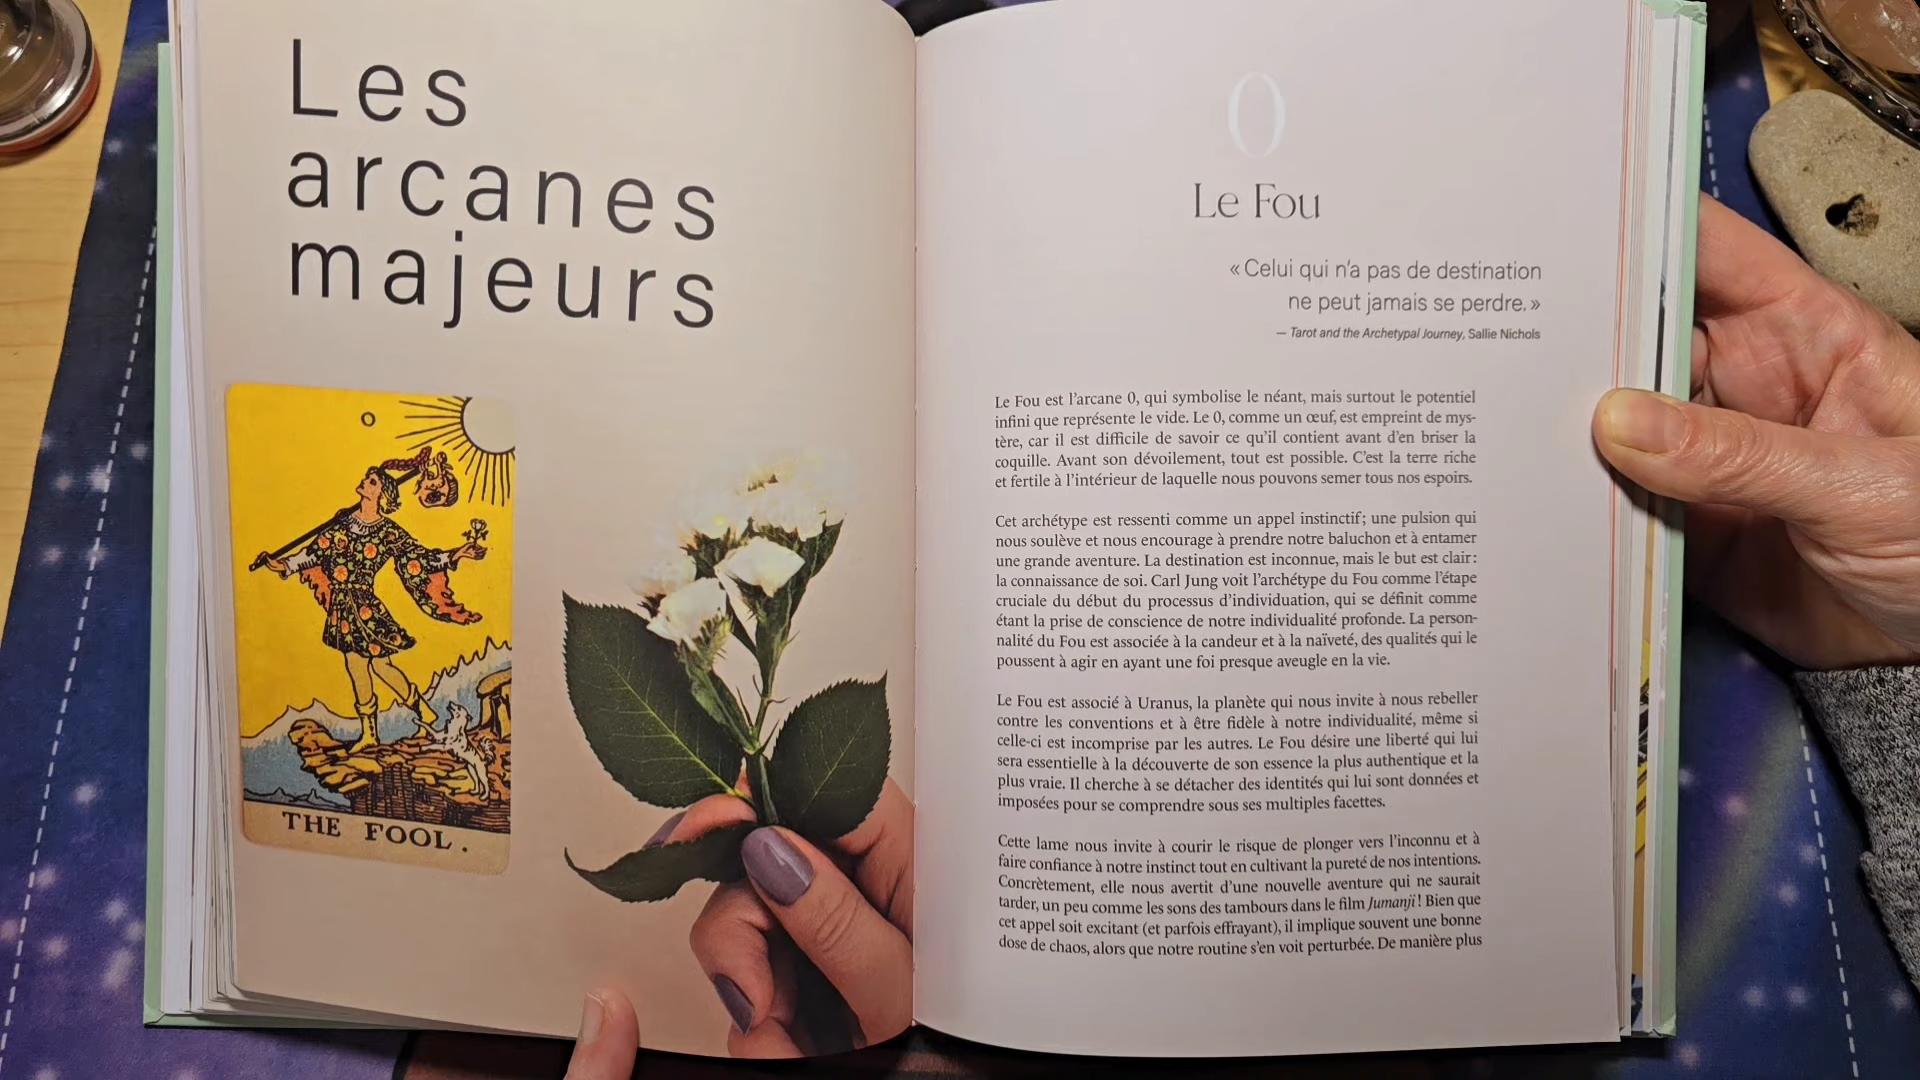 Les
arcanes
majeurs
0
THE FOOL.
0
Le Fou
« Celui qui n'a pas de destination
ne peut jamais se perdre. »
— Tarot and the Archetypal Journey, Sallie Nichols
Le Fou est l'arcane 0, qui symbolise le néant, mais surtout le potentiel
infini que représente le vide. Le 0, comme un œuf, est empreint de mys-
tère, car il est difficile de savoir ce qu'il contient avant d'en briser la
coquille. Avant son dévoilement, tout est possible. C'est la terre riche
et fertile à l'intérieur de laquelle nous pouvons semer tous nos espoirs.
Cet archétype est ressenti comme un appel instinctif; une pulsion qui
nous soulève et nous encourage à prendre notre baluchon et à entamer
une grande aventure. La destination est inconnue, mais le but est clair:
la connaissance de soi. Carl Jung voit l'archétype du Fou comme l'étape
cruciale du début du processus d'individuation, qui se définit comme
étant la prise de conscience de notre individualité profonde. La person-
nalité du Fou est associée à la candeur et à la naïveté, des qualités qui le
poussent à agir en ayant une foi presque aveugle en la vie.
Le Fou est associé à Uranus, la planète qui nous invite à nous rebeller
contre les conventions et à être fidèle à notre individualité, même si
celle-ci est incomprise par les autres. Le Fou désire une liberté qui lui
sera essentielle à la découverte de son essence la plus authentique et la
plus vraie. Il cherche à se détacher des identités qui lui sont données et
imposées pour se comprendre sous ses multiples facettes.
Cette lame nous invite à courir le risque de plonger vers l'inconnu et à
faire confiance à notre instinct tout en cultivant la pureté de nos intentions.
Concrètement, elle nous avertit d'une nouvelle aventure qui ne saurait
tarder, un peu comme les sons des tambours dans le film Jumanji! Bien que
cet appel soit excitant (et parfois effrayant), il implique souvent une bonne
dose de chaos, alors que notre routine s'en voit perturbée. De manière plus